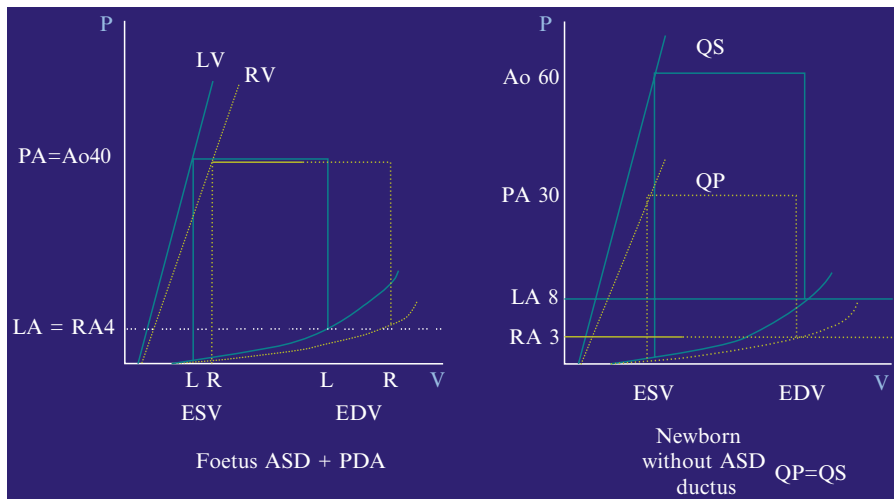 P
LV
RV
PA=Ao40
LA = RA4
L R L R V
ESV EDV
Foetus ASD + PDA
P
QS
Ao 60
PA 30
QP
LA 8
RA 3
ESV EDV V
Newborn
without ASD
ductus QP=QS